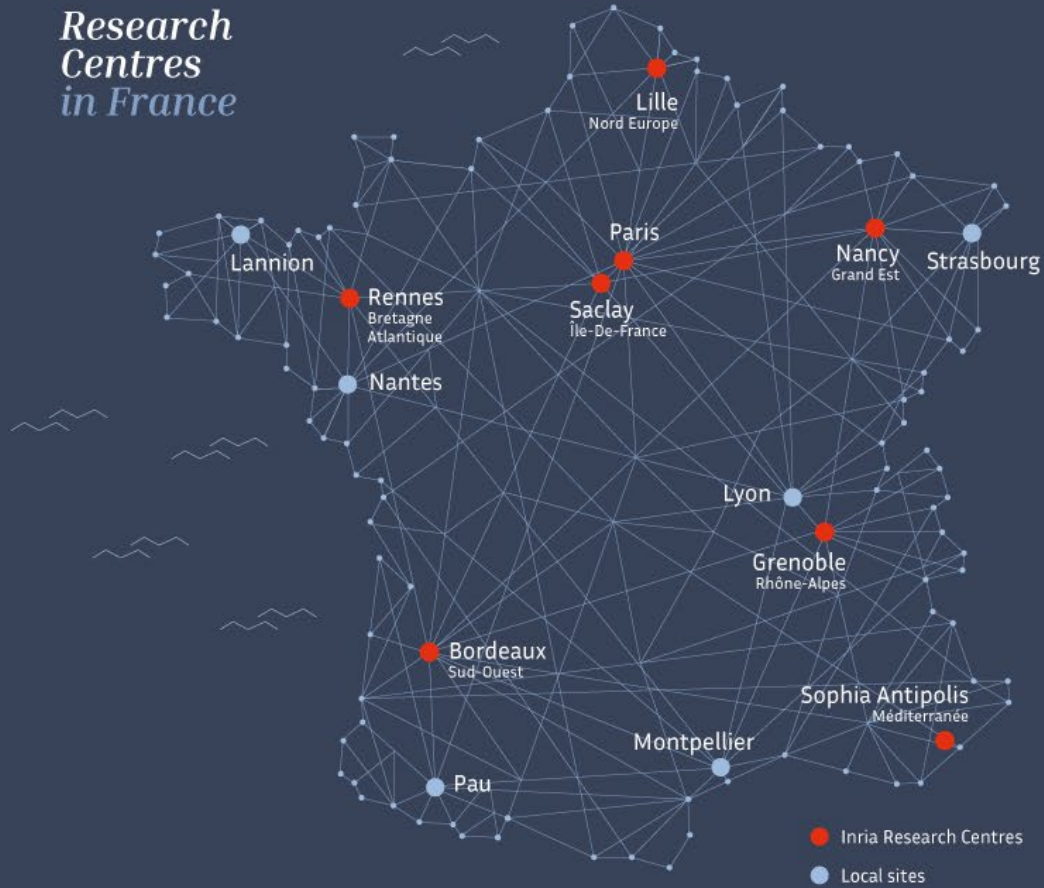 Research
Centres
in France
Lille
Nord Europe
Paris
Nancy
Grand Est
Strasbourg
Lannion
Rennes
Bretagne
Atlantique
Saclay
Île-De-France
Nantes
Lyon
Grenoble
Rhône-Alpes
Bordeaux
Sud-Ouest
Sophia Antipolis
Méditerranée
Montpellier
Pau
Inria Research Centres
Local sites